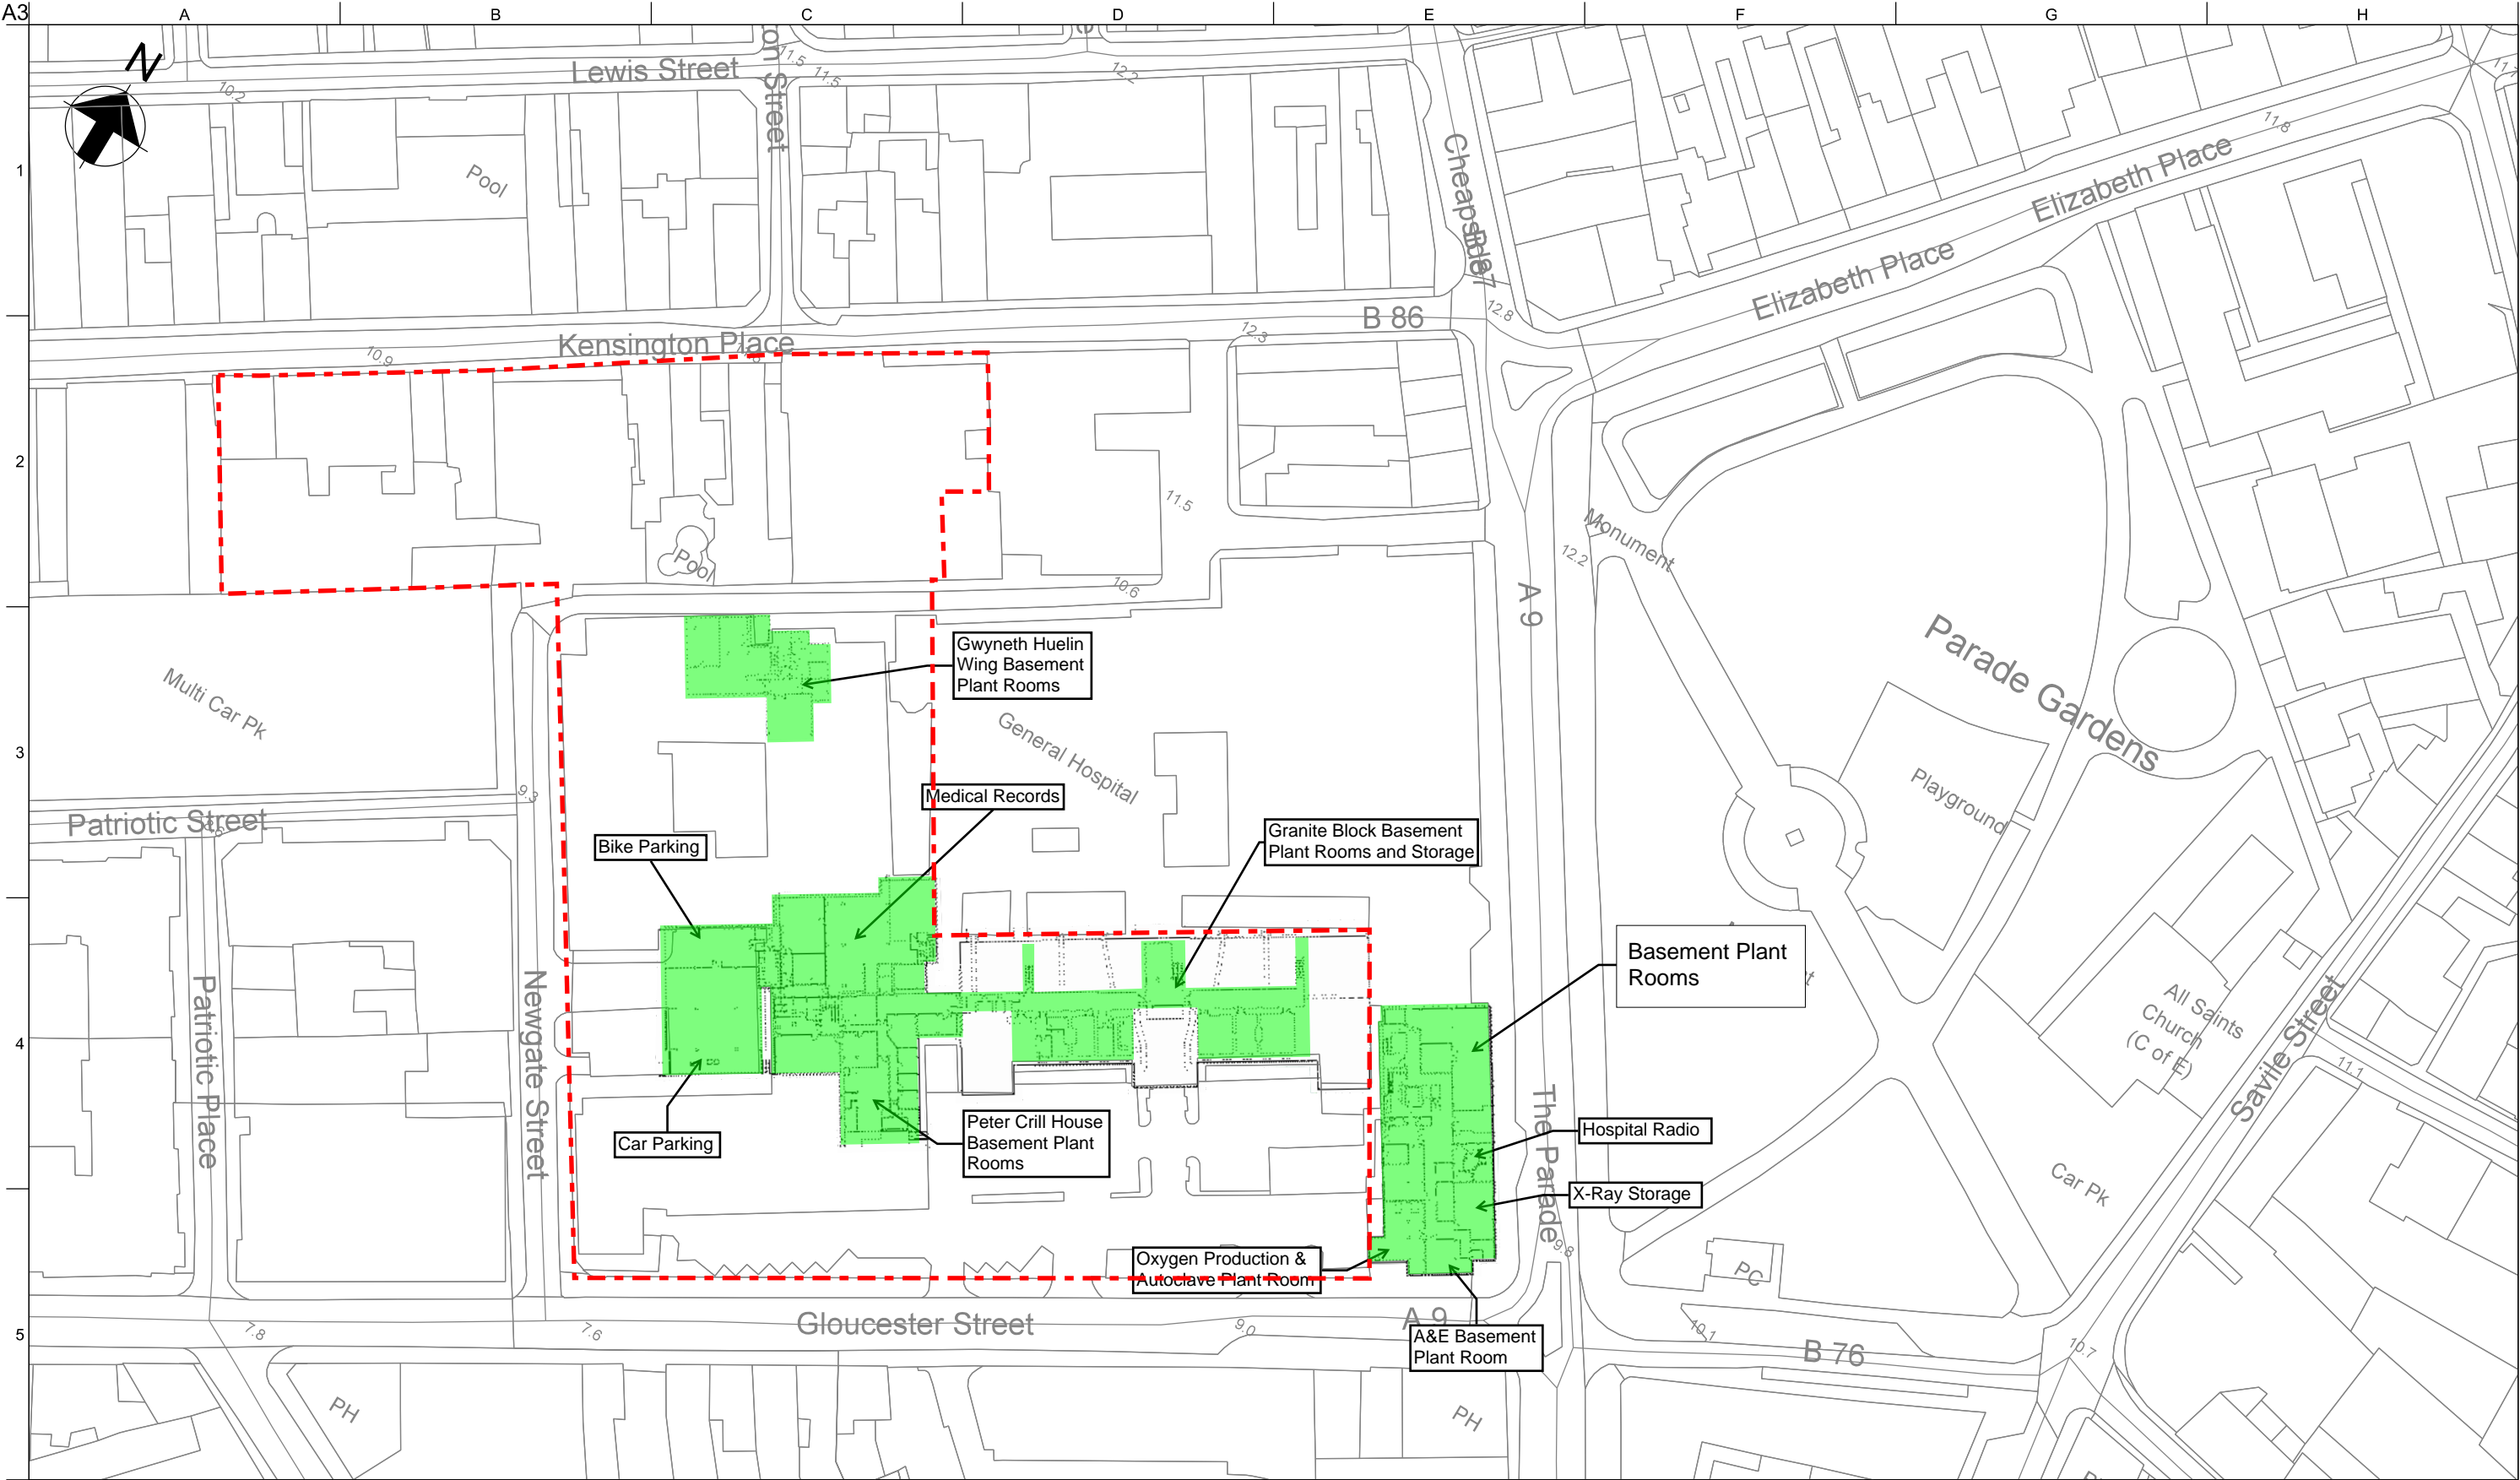 A3
A
B
C
D
E
F
G
H
N
on Street
Lewis Street
10.2
11.5
11.5
12.2
11.8
1
Pool
Cheapside
Elizabeth Place
Elizabeth Place
B 86
12.8
12.3
Kensington Place
10.9
2
Pool
11.5
10.6
Monument
12.2
A 9
Parade Gardens
Gwyneth Huelin
Wing Basement
Plant Rooms
General Hospital
Multi Car Pk
3
9.3
Medical Records
Playground
Patriotic Street
Bike Parking
Granite Block Basement
Plant Rooms and Storage
Basement Plant
Rooms
All Saints
Church
(C of E)
Savile Street
4
Patriotic Place
Newgate Street
Car Parking
Peter Crill House
Basement Plant
Rooms
The Parade
Hospital Radio
11.1
X-Ray Storage
Car Pk
Oxygen Production &
Autoclave Plant Room
9.8
PC
5
7.8
7.6
Gloucester Street
9.0
A 9
A&E Basement
Plant Room
10.1
B 76
10.7
PH
PH